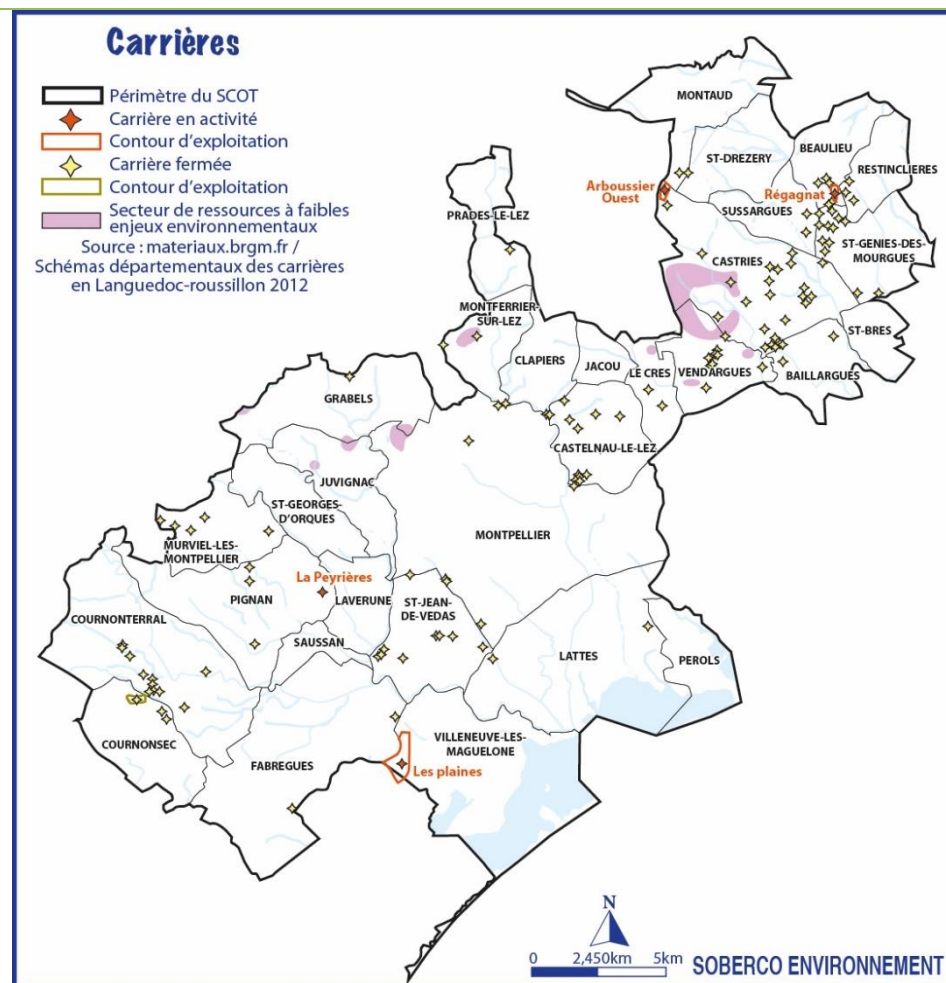 Carrières
Périmètre du SCOT
Carrière en activité
Contour d'exploitation
Carrière fermée
Contour d'exploitation
Secteur de ressources à faibles
enjeux environnementaux
Source : materiaux.brgm.fr /
Schémas départementaux des carrières
en Languedoc-roussillon 2012
MONTAUD
ST-DREZERY
BEAULIEU
RESTINCLIERES
Arboussier
Ouest
Régagnat
SUSSARGUES
PRADES-LE-LEZ
ST-GENIES-DES-
MOURGUES
CASTRIES
MONTFERRIER-
SUR-LEZ
ST-BRES
CLAPIERS
JACOU
LE CRES
VENDARGUES
BAILLARGUES
GRABELS
CASTELNAU-LE-LEZ
JUVIGNAC
ST-GEORGES-
D'ORQUES
MONTPELLIER
MURVIEL-LES-
MONTPELLIER
La Peyrières
PIGNAN
LAVERUNE
ST-JEAN-
DE-VEDAS
COURNONTERRAL
SAUSSAN
LATTES
PEROLS
VILLENEUVE-LES-
MAGUELONE
COURNONSEC
FABREGUES
Les plaines
N
0 2,450km 5km
SOBERCO ENVIRONNEMENT